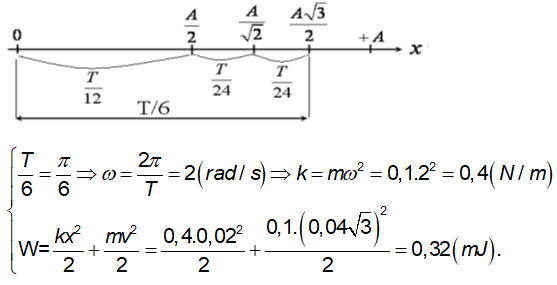 0 A/2 A/√2 A√3/2 +A x
T/12 T/24 T/24
T/6
{ T/6 = π/6 ⇒ ω = 2π/T = 2(rad / s) ⇒ k = mω² = 0,1.2² = 0,4(N / m)
W= kx²/2 + mv²/2 = 0,4.0,02²/2 + 0,1.(0,04√3)²/2 = 0,32(mJ).